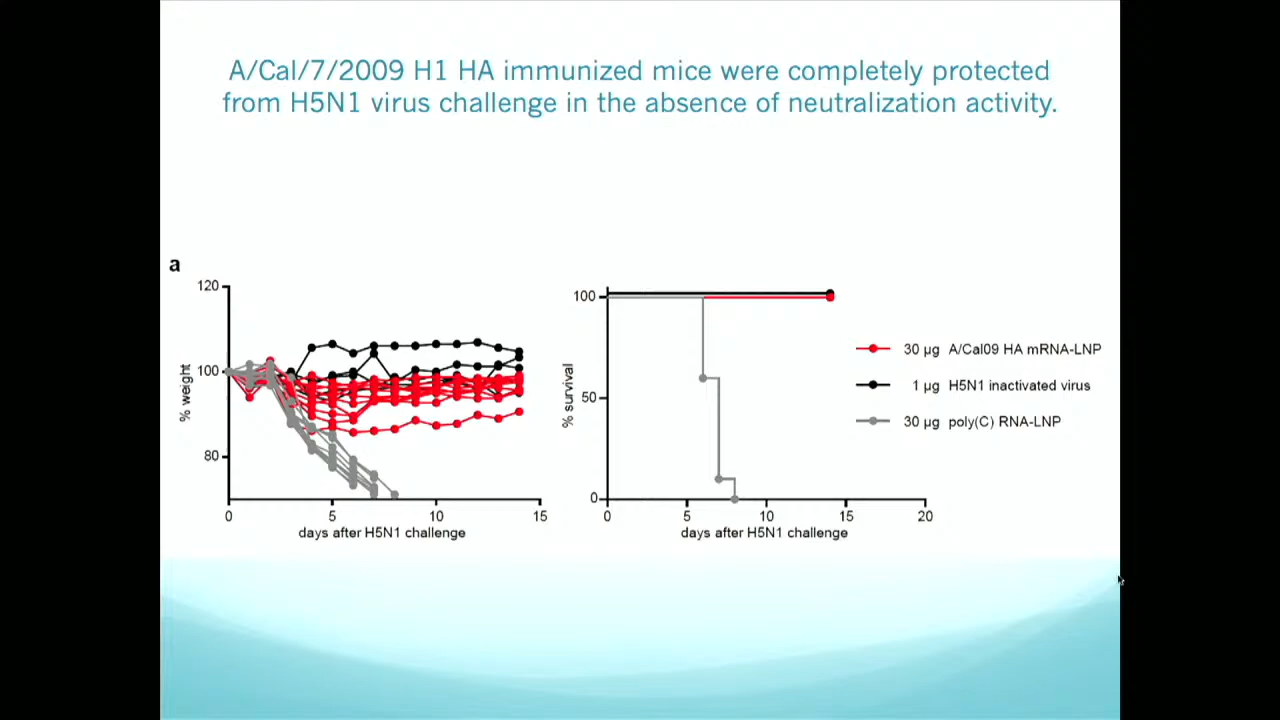 A/Cal/7/2009 H1 HA immunized mice were completely protected
from H5N1 virus challenge in the absence of neutralization activity.
a
120
100
80
% weight
0 5 10 15
days after H5N1 challenge
100
50
0
% survival
0 5 10 15 20
days after H5N1 challenge
30 µg A/Cal09 HA mRNA-LNP
1 µg H5N1 inactivated virus
30 µg poly(C) RNA-LNP